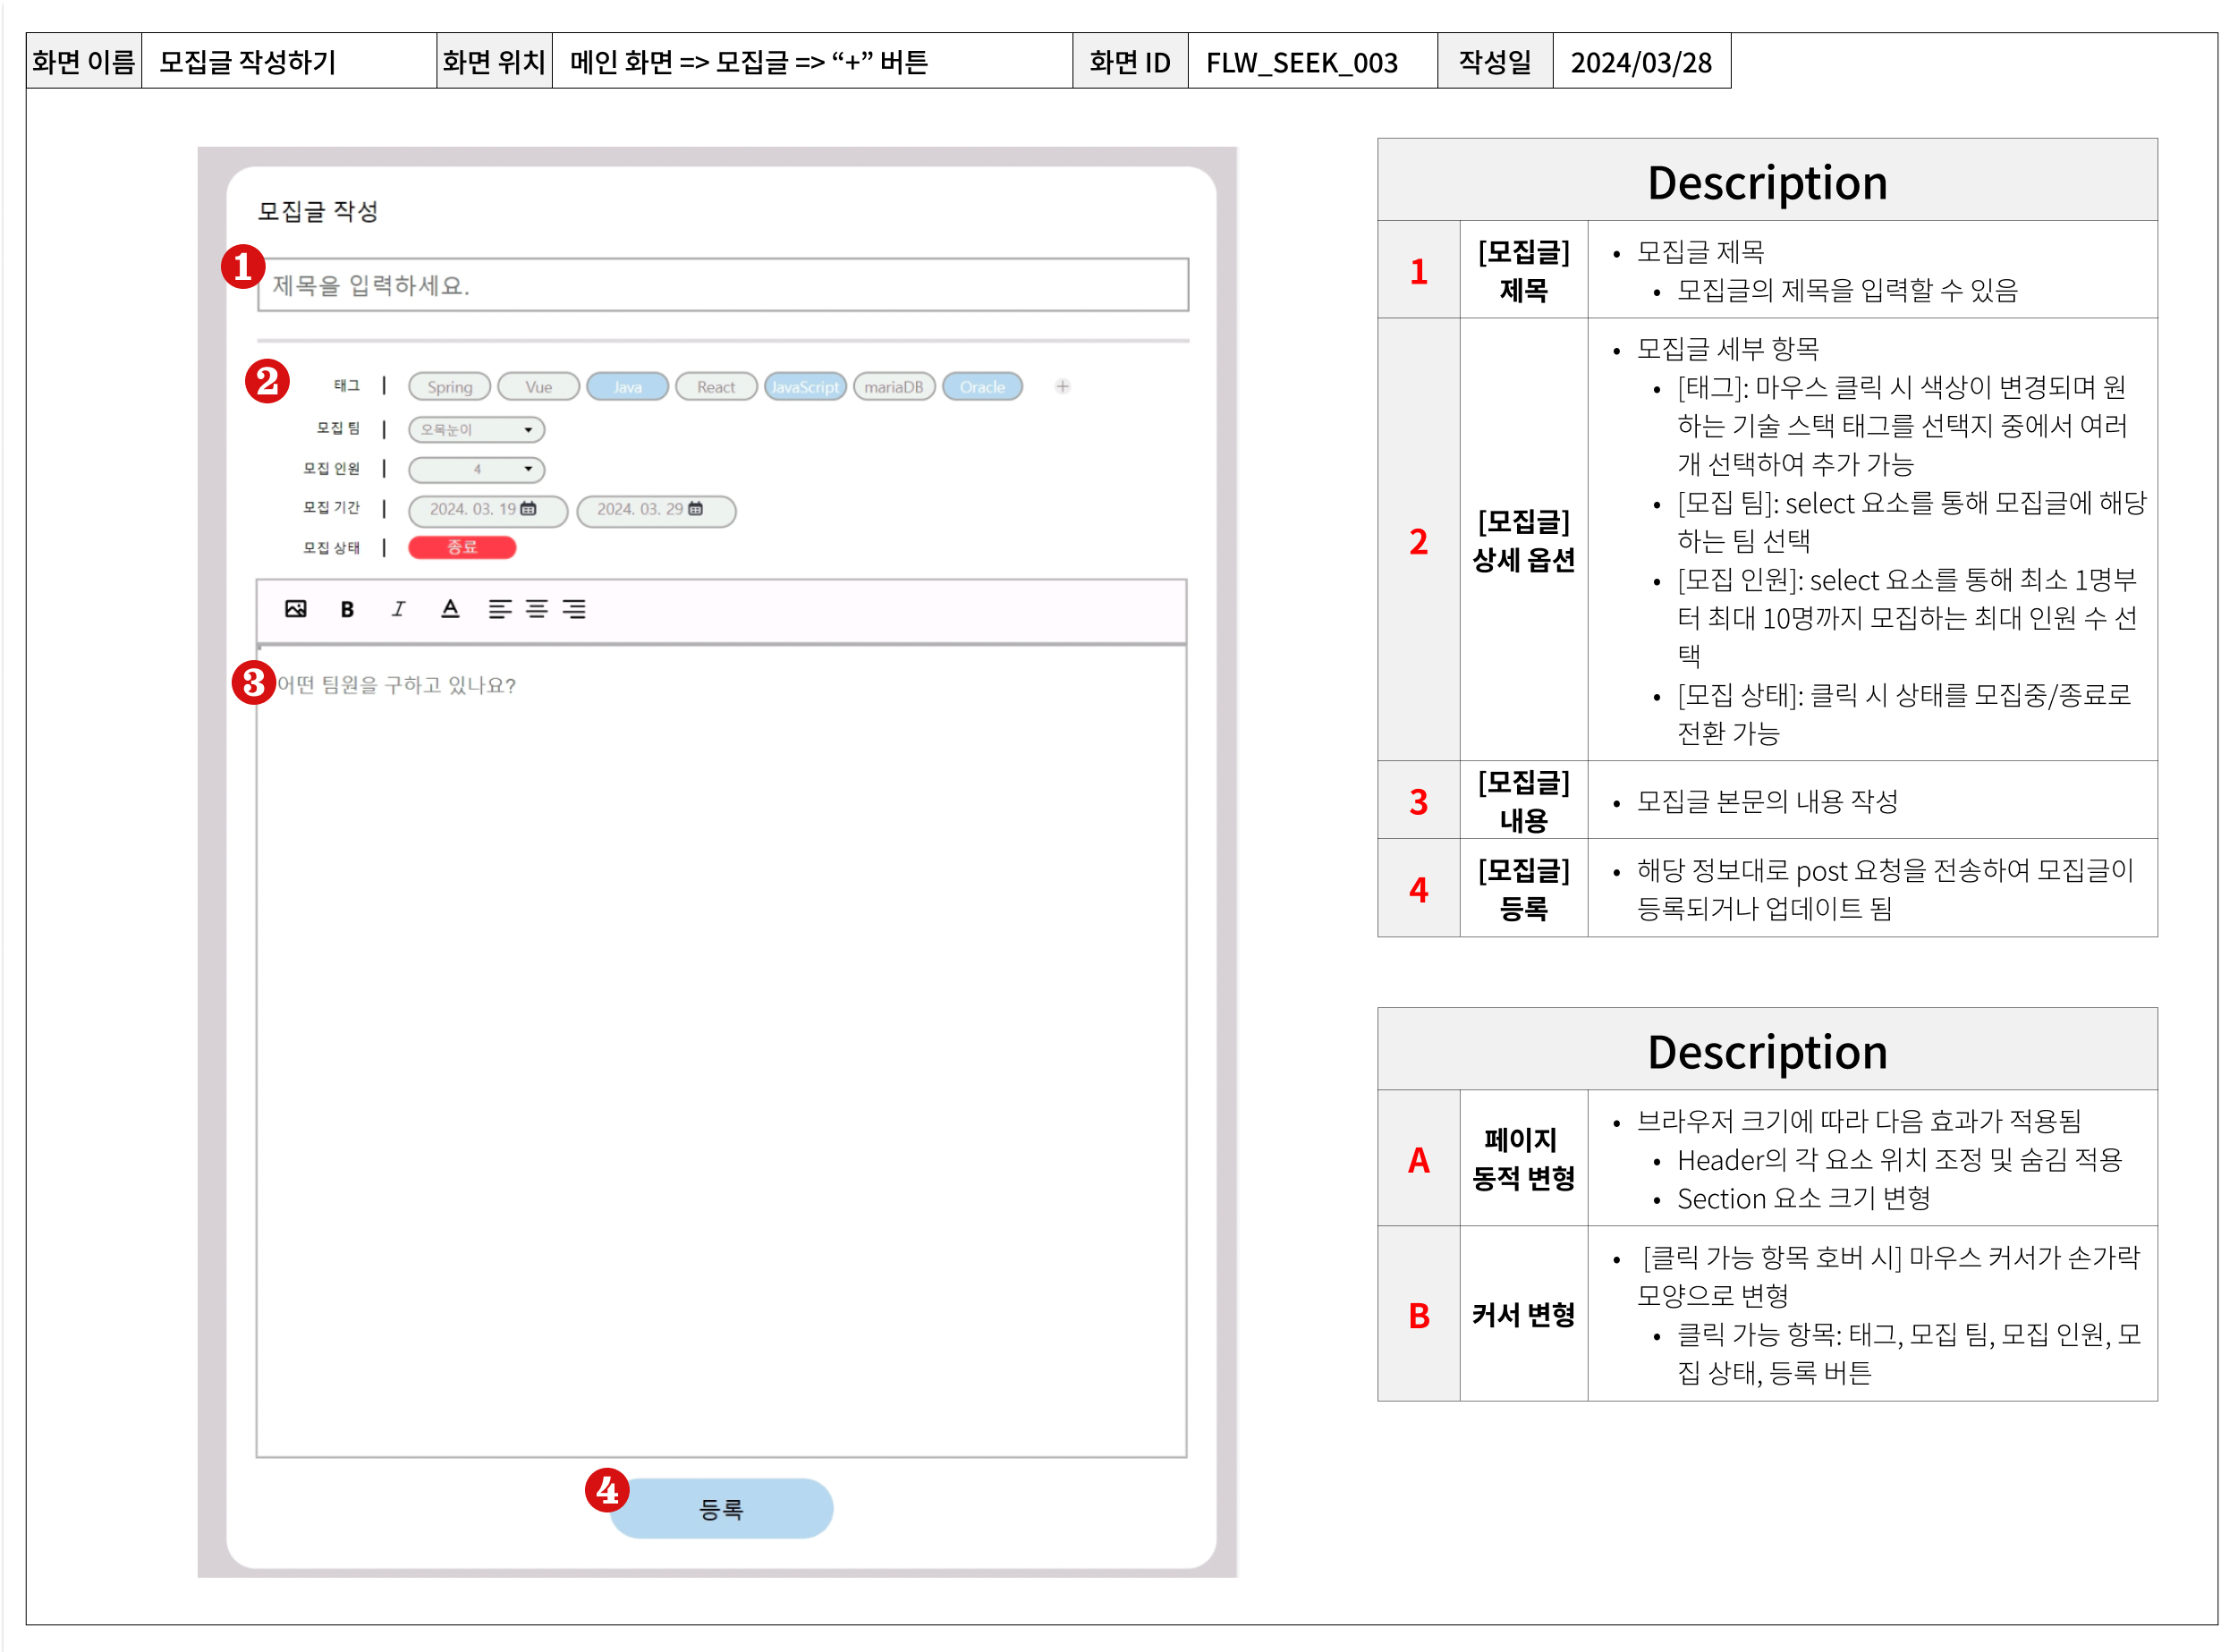 화면 이름 모집글 작성하기 화면 위치 메인 화면 => 모집글 => “+” 버튼 화면 ID FLW_SEEK_003 작성일 2024/03/28
모집글 작성
1
제목을 입력하세요.
2
태그 | Spring Vue Java React JavaScript mariaDB Oracle +
모집 팀 | 오목눈이
모집 인원 | 4
모집 기간 | 2024. 03. 19 2024. 03. 29
모집 상태 | 종료
B I A
3
어떤 팀원을 구하고 있나요?
4
등록
Description
1
[모집글]
제목
• 모집글 제목
• 모집글의 제목을 입력할 수 있음
2
[모집글]
상세 옵션
• 모집글 세부 항목
• [태그]: 마우스 클릭 시 색상이 변경되며 원
하는 기술 스택 태그를 선택지 중에서 여러
개 선택하여 추가 가능
• [모집 팀]: select 요소를 통해 모집글에 해당
하는 팀 선택
• [모집 인원]: select 요소를 통해 최소 1명부
터 최대 10명까지 모집하는 최대 인원 수 선
택
• [모집 상태]: 클릭 시 상태를 모집중/종료로
전환 가능
3
[모집글]
내용
• 모집글 본문의 내용 작성
4
[모집글]
등록
• 해당 정보대로 post 요청을 전송하여 모집글이
등록되거나 업데이트 됨
Description
A
페이지
동적 변형
• 브라우저 크기에 따라 다음 효과가 적용됨
• Header의 각 요소 위치 조정 및 숨김 적용
• Section 요소 크기 변형
B
커서 변형
• [클릭 가능 항목 호버 시] 마우스 커서가 손가락
모양으로 변형
• 클릭 가능 항목: 태그, 모집 팀, 모집 인원, 모
집 상태, 등록 버튼